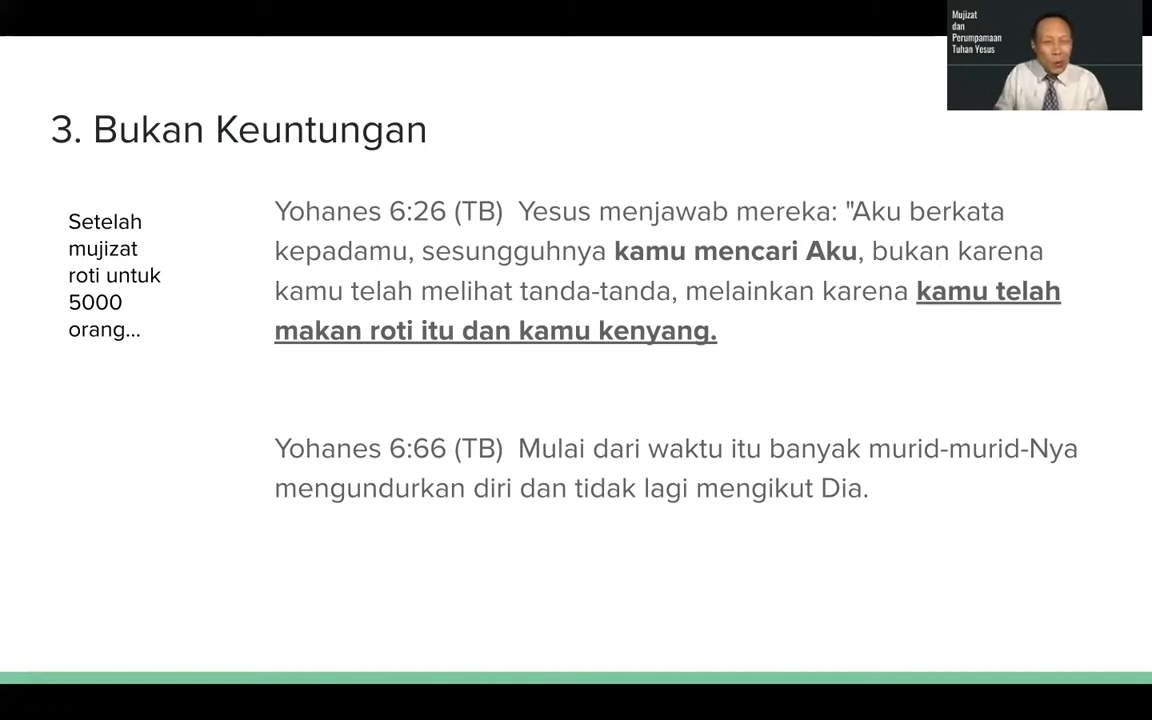 Mujizat
dan
Perumpamaan
Tuhan Yesus
3. Bukan Keuntungan
Setelah
mujizat
roti untuk
5000
orang...
Yohanes 6:26 (TB)  Yesus menjawab mereka: "Aku berkata
kepadamu, sesungguhnya kamu mencari Aku, bukan karena
kamu telah melihat tanda-tanda, melainkan karena kamu telah
makan roti itu dan kamu kenyang.
Yohanes 6:66 (TB)  Mulai dari waktu itu banyak murid-murid-Nya
mengundurkan diri dan tidak lagi mengikut Dia.